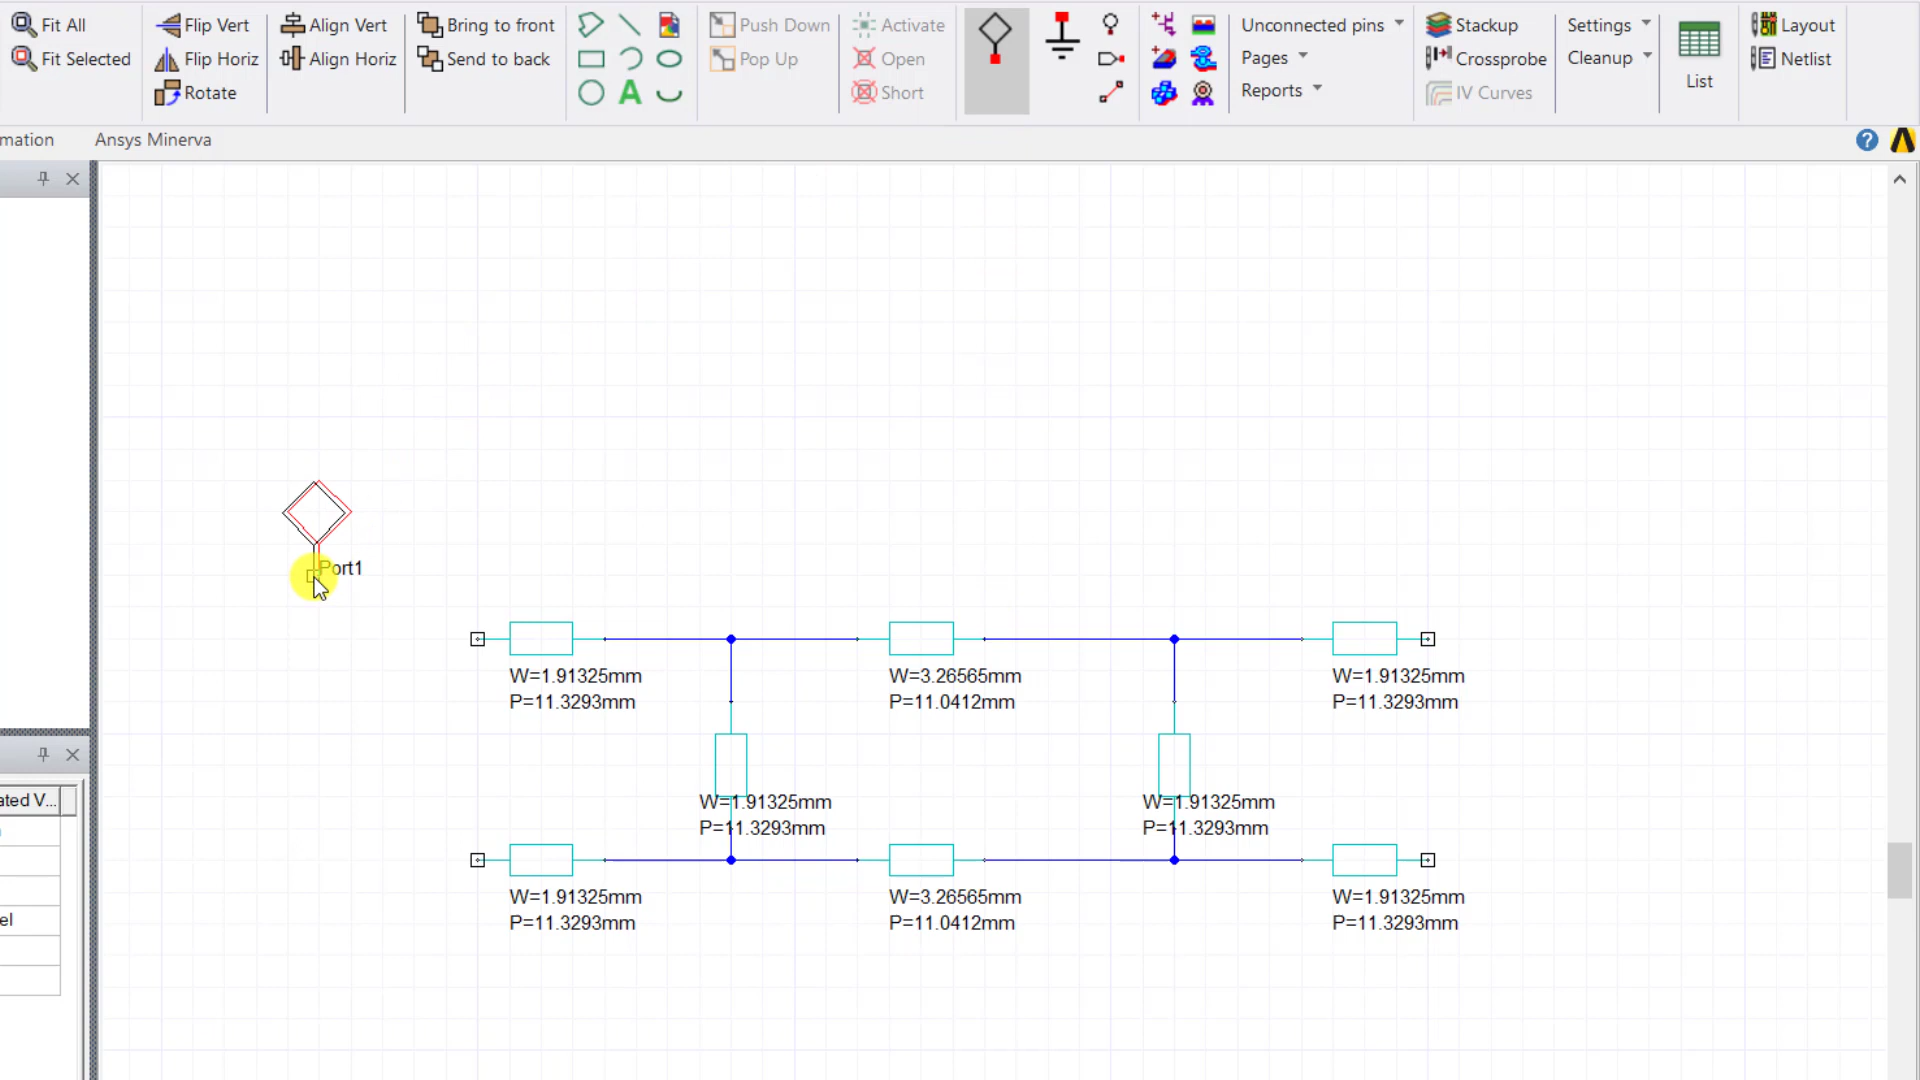 Fit All
Fit Selected
Flip Vert
Flip Horiz
Rotate
Align Vert
Align Horiz
Bring to front
Send to back
A
Push Down
Pop Up
Activate
Open
Short
Unconnected pins
Pages
Reports
Stackup
Crossprobe
IV Curves
Settings
Cleanup
List
Layout
Netlist
mation
Ansys Minerva
?
ated V...
el
Port1
W=1.91325mm
P=11.3293mm
W=3.26565mm
P=11.0412mm
W=1.91325mm
P=11.3293mm
W=1.91325mm
P=11.3293mm
W=1.91325mm
P=11.3293mm
W=1.91325mm
P=11.3293mm
W=3.26565mm
P=11.0412mm
W=1.91325mm
P=11.3293mm